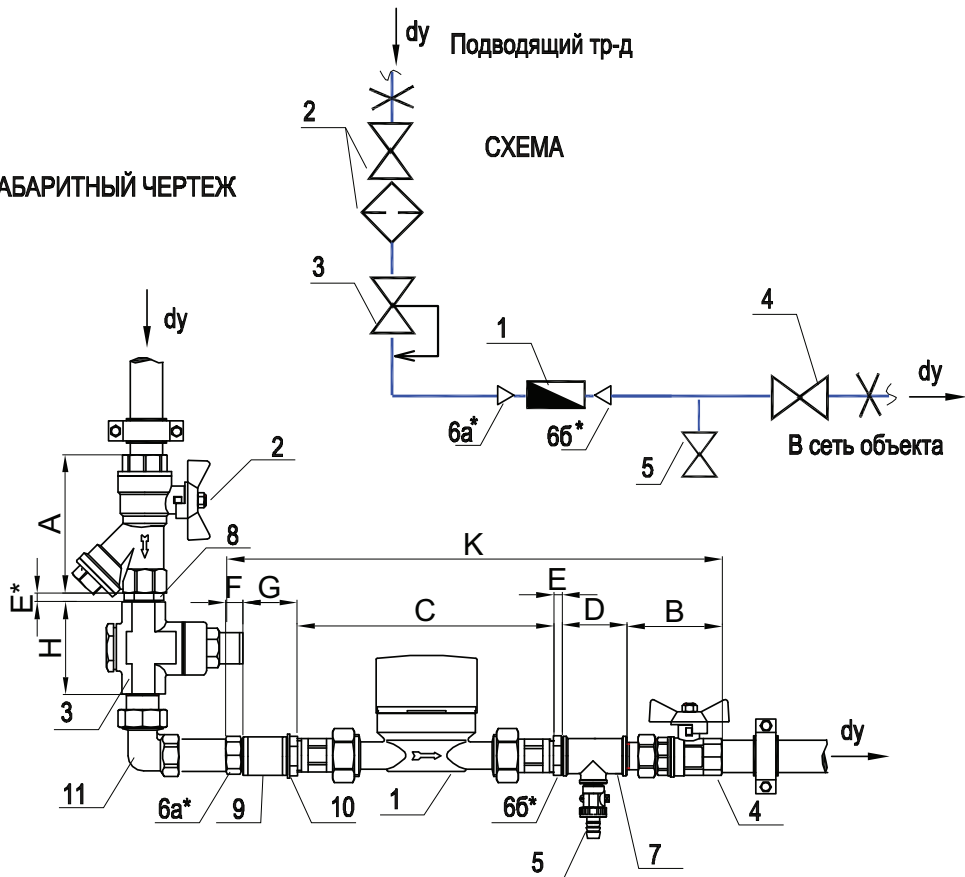 dy
Подводящий тр-д
2
СХЕМА
АБАРИТНЫЙ ЧЕРТЕЖ
3
4
dy
1
dy
6а*
6б*
5
В сеть объекта
2
A
8
K
E*
F
G
E
C
D
B
H
3
dy
11
6а*
9
10
1
6б*
4
5
7